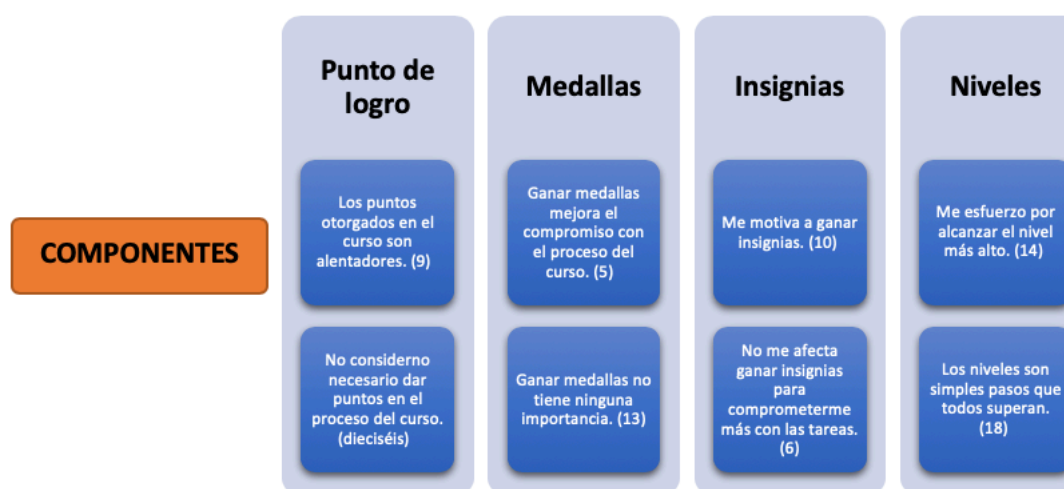 COMPONENTES
Punto de
logro
Los puntos
otorgados en el
curso son
alentadores. (9)
No considerno
necesario dar
puntos en el
proceso del curso.
(dieciséis)
Medallas
Ganar medallas
mejora el
compromiso con
el proceso del
curso. (5)
Ganar medallas no
tiene ninguna
importancia. (13)
Insignias
Me motiva a ganar
insignias. (10)
No me afecta
ganar insignias
para
comprometerme
más con las tareas.
(6)
Niveles
Me esfuerzo por
alcanzar el nivel
más alto. (14)
Los niveles son
simples pasos que
todos superan.
(18)